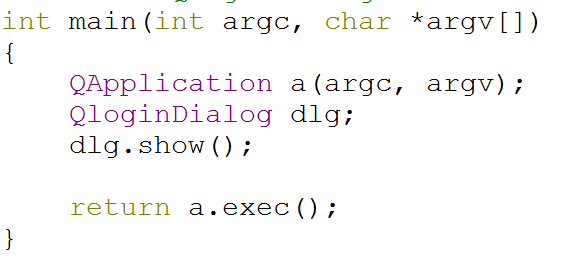 int main(int argc, char *argv[])
{
    QApplication a(argc, argv);
    QloginDialog dlg;
    dlg.show();

    return a.exec();
}